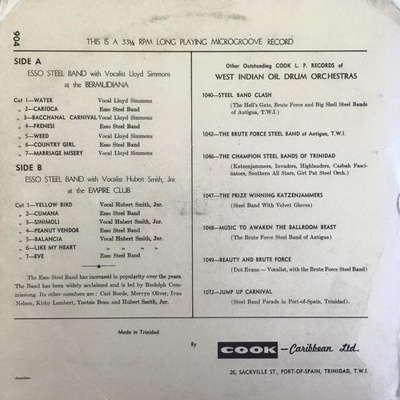 904
THIS IS A 33⅓ RPM LONG PLAYING MICROGROOVE RECORD
SIDE A
ESSO STEEL BAND with Vocalist Lloyd Simmons
at the BERMUDIANA
Cut 1—WATER Vocal Lloyd Simmons
„ 2—CARIOCA Esso Steel Band
„ 3—BACCHANAL CARNIVAL Vocal Lloyd Simmons
„ 4—FRENESI Esso Steel Band
„ 5—WEED Vocal Lloyd Simmons
„ 6—COUNTRY GIRL Esso Steel Band
„ 7—MARRIAGE MISERY Vocal Lloyd Simmons
SIDE B
ESSO STEEL BAND with Vocalist Hubert Smith, Jnr.
at the EMPIRE CLUB
Cut 1—YELLOW BIRD Vocal Hubert Smith, Jnr.
„ 2—CUMANA Esso Steel Band
„ 3—SINIMOLI Vocal Hubert Smith, Jnr.
„ 4—PEANUT VENDOR Esso Steel Band
„ 5—BALANCIA Vocal Hubert Smith, Jnr.
„ 6—LIKE MY HEART „ „ „ „
„ 7—EVE Esso Steel Band
The Esso Steel Band has increased in popularity over the years.
The Band has been widely acclaimed and is led by Rudolph Com-
missiong. Its other members are : Carl Borde, Mervyn Oliver, Ivan
Nelson, Kirby Lambert, Tootsie Bean and Hubert Smith, Jnr.
Other Outstanding COOK L. P. RECORDS of
WEST INDIAN OIL DRUM ORCHESTRAS
1040—STEEL BAND CLASH
(The Hell's Gate, Brute Force and Big Shell Steel Bands
of Antigua, T.W.I.)
1042—THE BRUTE FORCE STEEL BAND of Antigua, T.W.I.
1046—THE CHAMPION STEEL BANDS OF TRINIDAD
(Katzenjammers, Invaders, Highlanders, Casbah Fasci-
nators, Southern All Stars, Girl Pat Steel Orch.)
1047—THE PRIZE WINNING KATZENJAMMERS
(Steel Band With Velvet Gloves)
1048—MUSIC TO AWAKEN THE BALLROOM BEAST
(The Brute Force Steel Band of Antigua)
1049—BEAUTY AND BRUTE FORCE
(Dot Evans — Vocalist, with the Brute Force Steel Band)
1072—JUMP UP CARNIVAL
(Steel Band Parade in Port-of-Spain, Trinidad).
Made in Trinidad
By COOK —Caribbean Ltd.
26, SACKVILLE ST., PORT-OF-SPAIN, TRINIDAD, T.W.I.